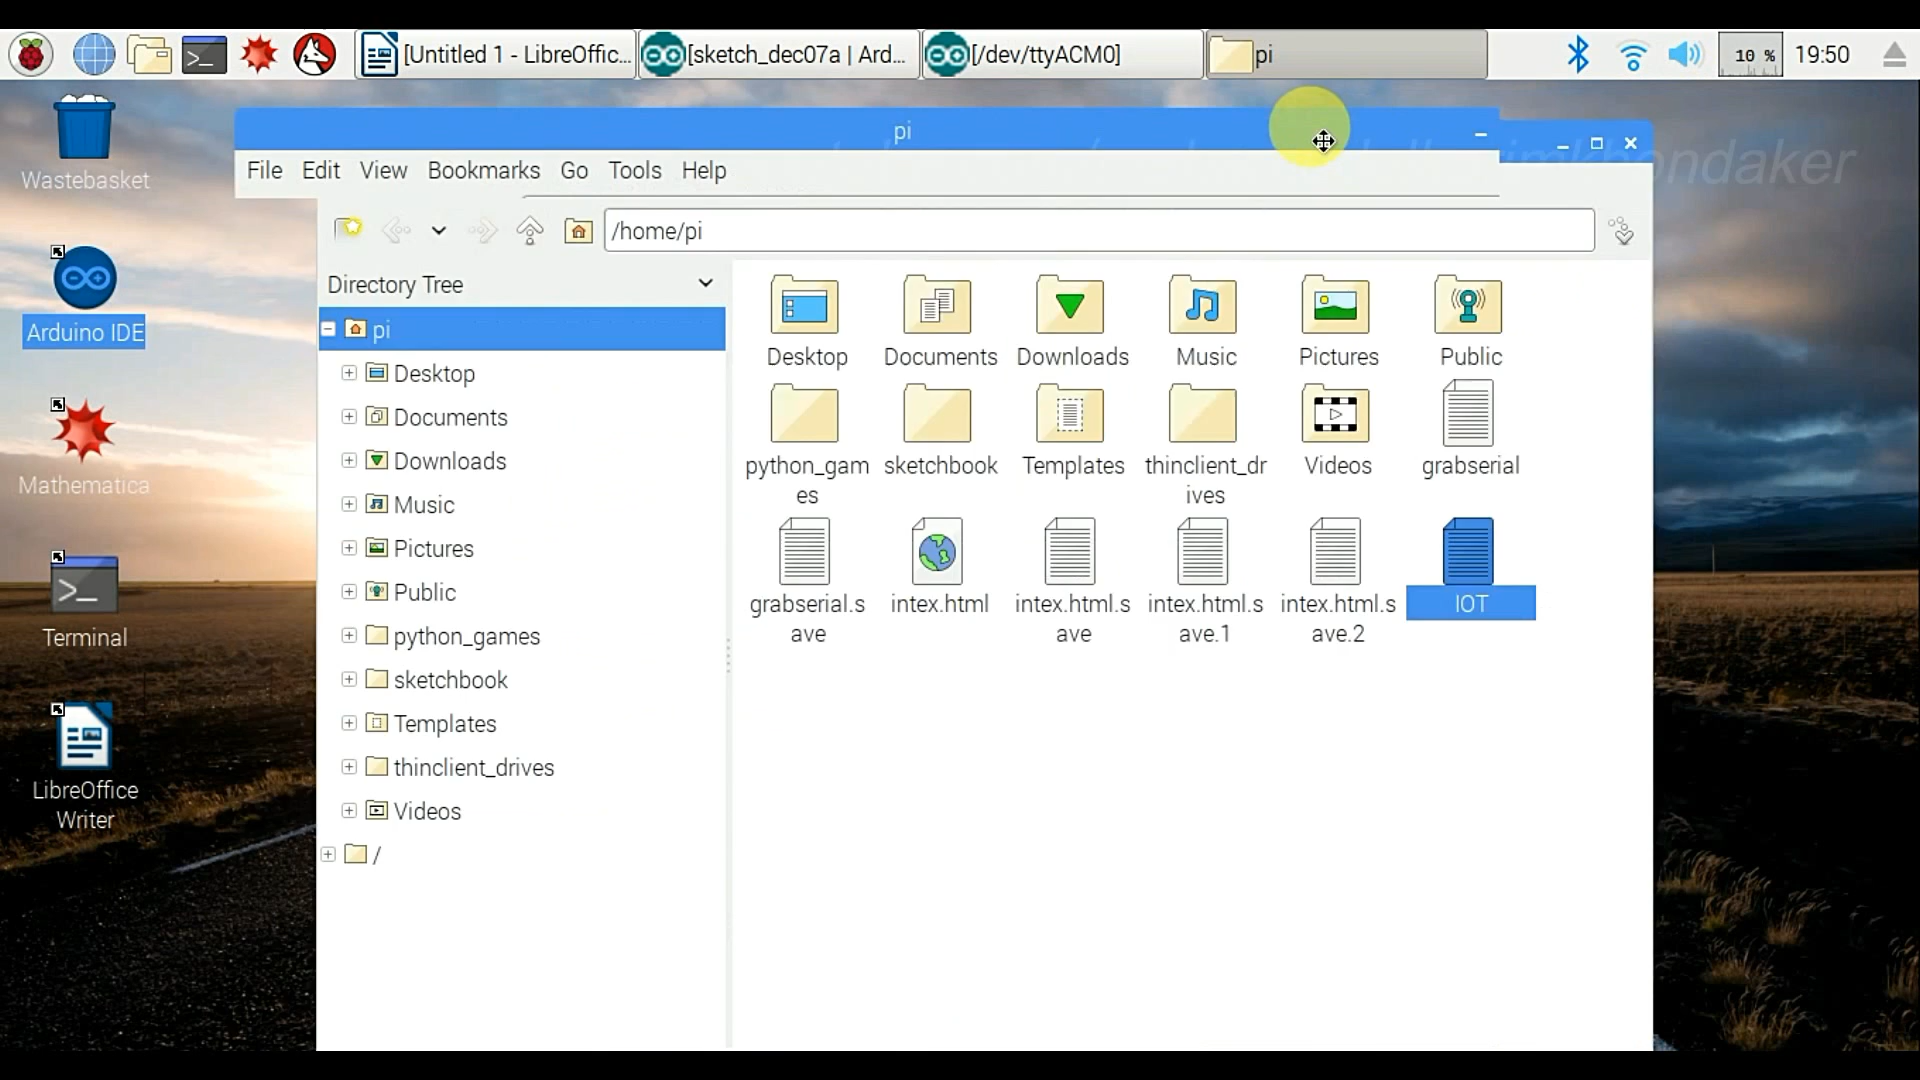 [Untitled 1 - LibreOffic...
[sketch_dec07a | Ard...
[/dev/ttyACM0]
pi
10 %
19:50
Wastebasket
Arduino IDE
Mathematica
Terminal
LibreOffice
Writer
pi
File Edit View Bookmarks Go Tools Help
/home/pi
Directory Tree
pi
Desktop
Documents
Downloads
Music
Pictures
Public
python_games
sketchbook
Templates
thinclient_drives
Videos
/
Desktop Documents Downloads Music Pictures Public
python_gam
es
sketchbook
Templates
thinclient_dr
ives
Videos
grabserial
grabserial.s
ave
intex.html
intex.html.s
ave
intex.html.s
ave.1
intex.html.s
ave.2
IOT